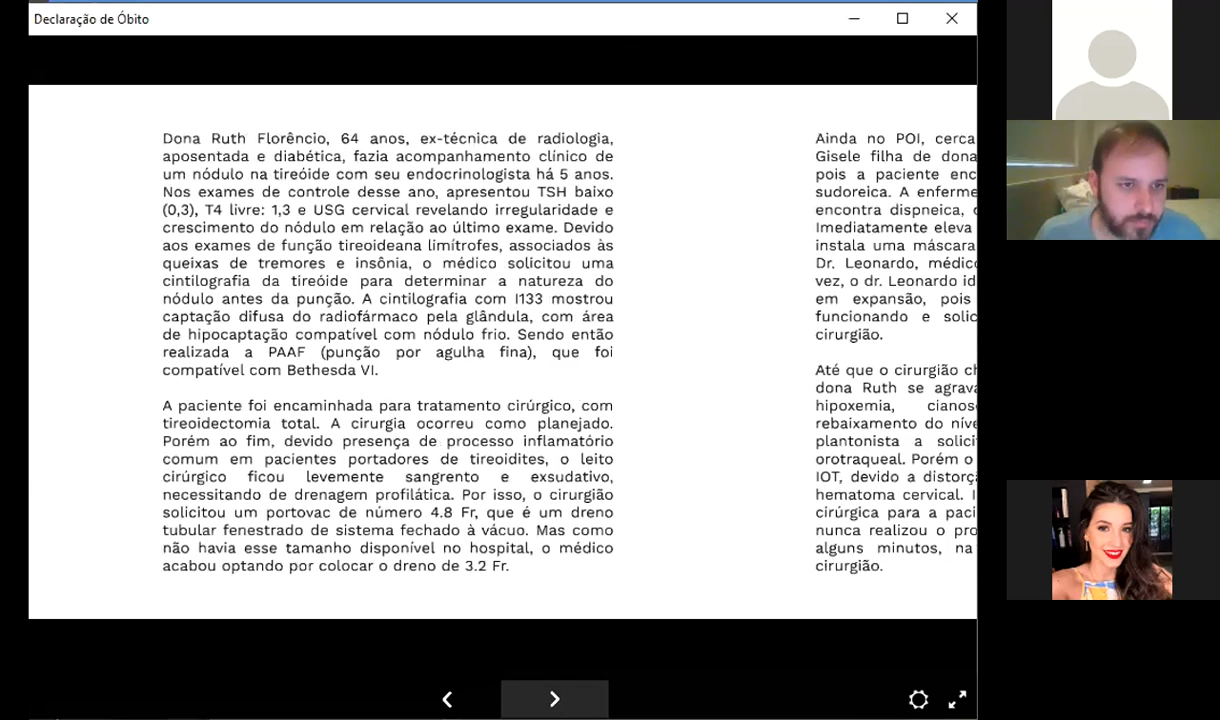 Declaração de Óbito
Dona Ruth Florêncio, 64 anos, ex-técnica de radiologia,
aposentada e diabética, fazia acompanhamento clínico de
um nódulo na tireóide com seu endocrinologista há 5 anos.
Nos exames de controle desse ano, apresentou TSH baixo
(0,3), T4 livre: 1,3 e USG cervical revelando irregularidade e
crescimento do nódulo em relação ao último exame. Devido
aos exames de função tireoideana limítrofes, associados às
queixas de tremores e insônia, o médico solicitou uma
cintilografia da tireóide para determinar a natureza do
nódulo antes da punção. A cintilografia com I133 mostrou
captação difusa do radiofármaco pela glândula, com área
de hipocaptação compatível com nódulo frio. Sendo então
realizada a PAAF (punção por agulha fina), que foi
compatível com Bethesda VI.
A paciente foi encaminhada para tratamento cirúrgico, com
tireoidectomia total. A cirurgia ocorreu como planejado.
Porém ao fim, devido presença de processo inflamatório
comum em pacientes portadores de tireoidites, o leito
cirúrgico ficou levemente sangrento e exsudativo,
necessitando de drenagem profilática. Por isso, o cirurgião
solicitou um portovac de número 4.8 Fr, que é um dreno
tubular fenestrado de sistema fechado à vácuo. Mas como
não havia esse tamanho disponível no hospital, o médico
acabou optando por colocar o dreno de 3.2 Fr.
Ainda no POI, cerca
Gisele filha de dona
pois a paciente enc
sudoreica. A enferme
encontra dispneica,
Imediatamente eleva
instala uma máscara
Dr. Leonardo, médico
vez, o dr. Leonardo id
em expansão, pois
funcionando e solic
cirurgião.
Até que o cirurgião ch
dona Ruth se agrava
hipoxemia, cianos
rebaixamento do níve
plantonista a solici
orotraqueal. Porém o
IOT, devido a distorç
hematoma cervical. I
cirúrgica para a paci
nunca realizou o pro
alguns minutos, na
cirurgião.